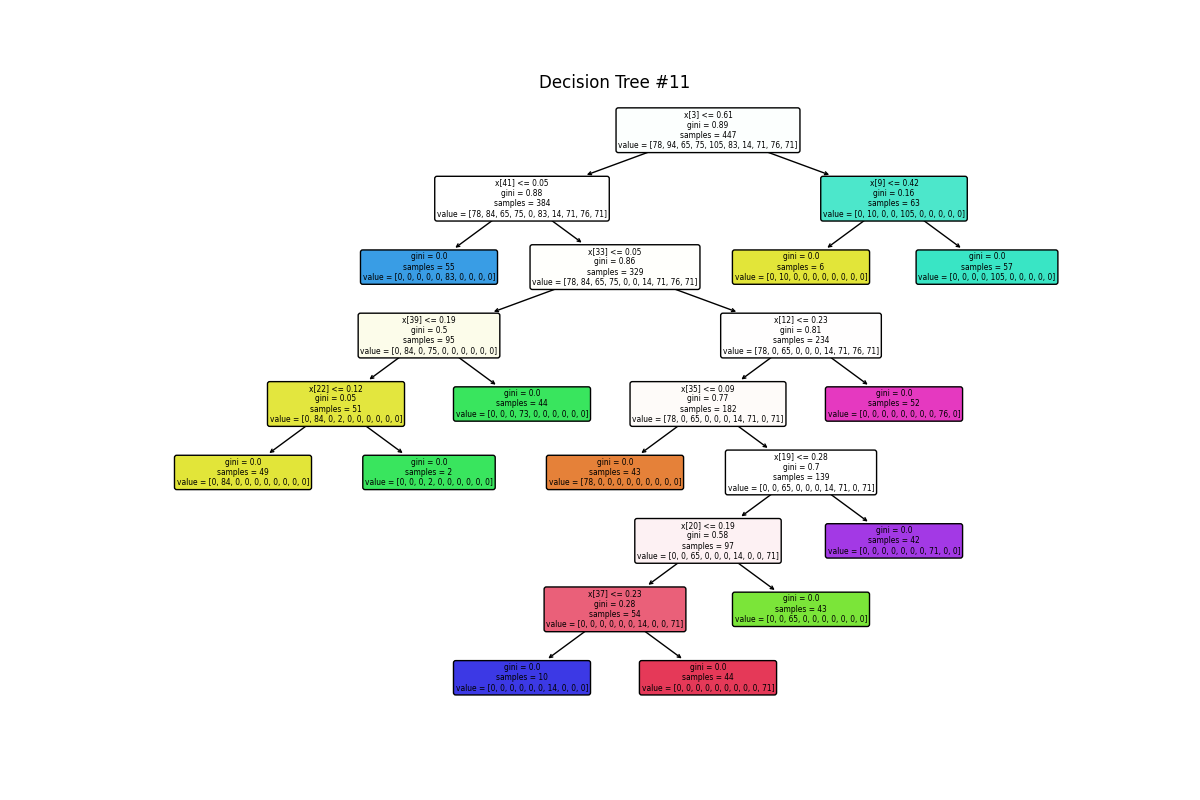 Decision Tree #11
x[3] <= 0.61
gini = 0.89
samples = 447
value = [78, 94, 65, 75, 105, 83, 14, 71, 76, 71]
x[41] <= 0.05
gini = 0.88
samples = 384
value = [78, 84, 65, 75, 0, 83, 14, 71, 76, 71]
x[9] <= 0.42
gini = 0.16
samples = 63
value = [0, 10, 0, 0, 105, 0, 0, 0, 0, 0]
gini = 0.0
samples = 55
value = [0, 0, 0, 0, 0, 83, 0, 0, 0, 0]
x[33] <= 0.05
gini = 0.86
samples = 329
value = [78, 84, 65, 75, 0, 0, 14, 71, 76, 71]
gini = 0.0
samples = 6
value = [0, 10, 0, 0, 0, 0, 0, 0, 0, 0]
gini = 0.0
samples = 57
value = [0, 0, 0, 0, 105, 0, 0, 0, 0, 0]
x[39] <= 0.19
gini = 0.5
samples = 95
value = [0, 84, 0, 75, 0, 0, 0, 0, 0, 0]
x[12] <= 0.23
gini = 0.81
samples = 234
value = [78, 0, 65, 0, 0, 0, 14, 71, 76, 71]
x[22] <= 0.12
gini = 0.05
samples = 51
value = [0, 84, 0, 2, 0, 0, 0, 0, 0, 0]
gini = 0.0
samples = 44
value = [0, 0, 0, 73, 0, 0, 0, 0, 0, 0]
x[35] <= 0.09
gini = 0.77
samples = 182
value = [78, 0, 65, 0, 0, 0, 14, 71, 0, 71]
gini = 0.0
samples = 52
value = [0, 0, 0, 0, 0, 0, 0, 0, 76, 0]
gini = 0.0
samples = 49
value = [0, 84, 0, 0, 0, 0, 0, 0, 0, 0]
gini = 0.0
samples = 2
value = [0, 0, 0, 2, 0, 0, 0, 0, 0, 0]
gini = 0.0
samples = 43
value = [78, 0, 0, 0, 0, 0, 0, 0, 0, 0]
x[19] <= 0.28
gini = 0.7
samples = 139
value = [0, 0, 65, 0, 0, 0, 14, 71, 0, 71]
x[20] <= 0.19
gini = 0.58
samples = 97
value = [0, 0, 65, 0, 0, 0, 14, 0, 0, 71]
gini = 0.0
samples = 42
value = [0, 0, 0, 0, 0, 0, 0, 71, 0, 0]
x[37] <= 0.23
gini = 0.28
samples = 54
value = [0, 0, 0, 0, 0, 0, 14, 0, 0, 71]
gini = 0.0
samples = 43
value = [0, 0, 65, 0, 0, 0, 0, 0, 0, 0]
gini = 0.0
samples = 10
value = [0, 0, 0, 0, 0, 0, 14, 0, 0, 0]
gini = 0.0
samples = 44
value = [0, 0, 0, 0, 0, 0, 0, 0, 0, 71]